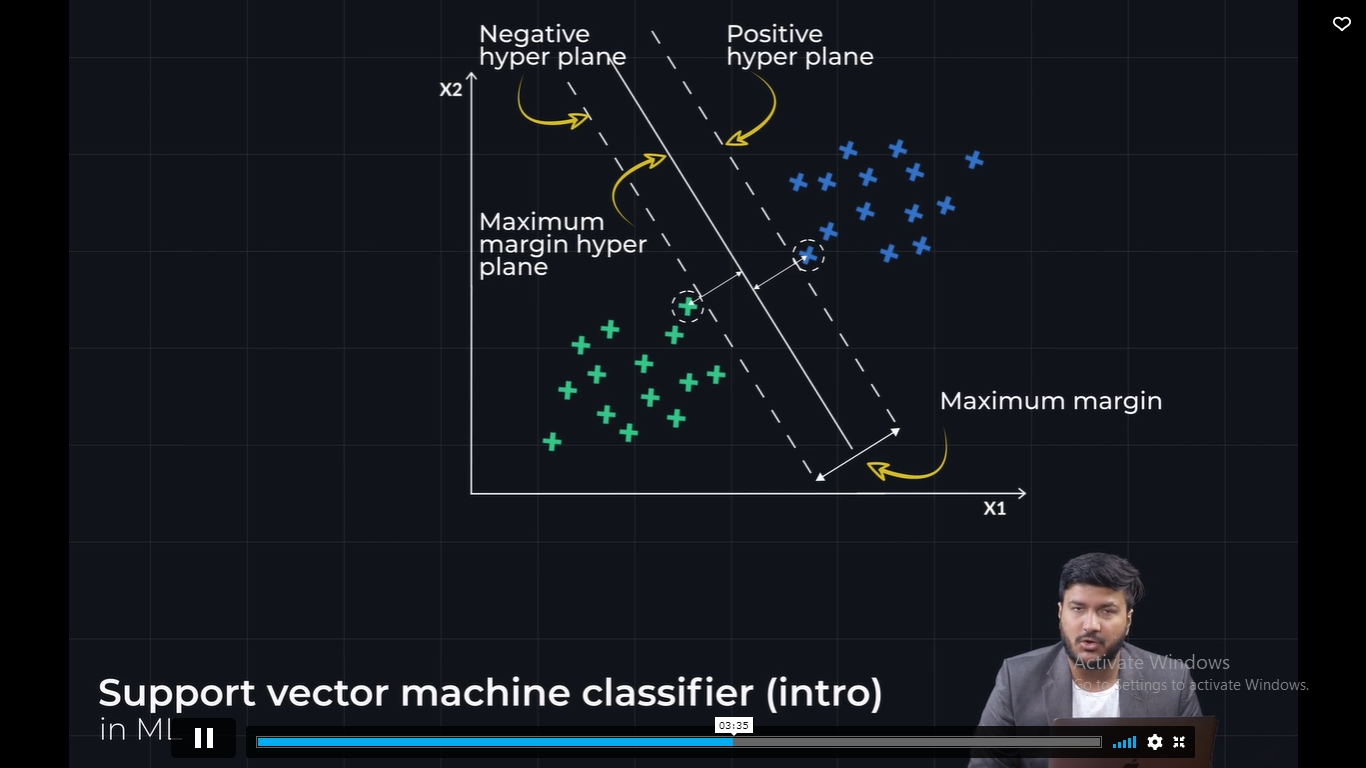 Negative
hyper plane
Positive
hyper plane
X2
Maximum
margin hyper
plane
Maximum margin
X1
Activate Windows
Go to Settings to activate Windows.
Support vector machine classifier (intro)
in ML
03:35